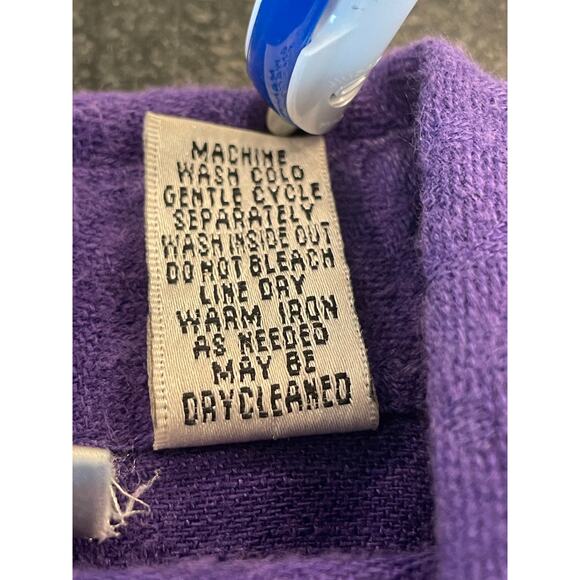 MACHINE
WASH COLD
GENTLE CYCLE
SEPARATELY
WASH INSIDE OUT
DO NOT BLEACH
LINE DRY
WARM IRON
AS NEEDED
MAY BE
DRYCLEANED